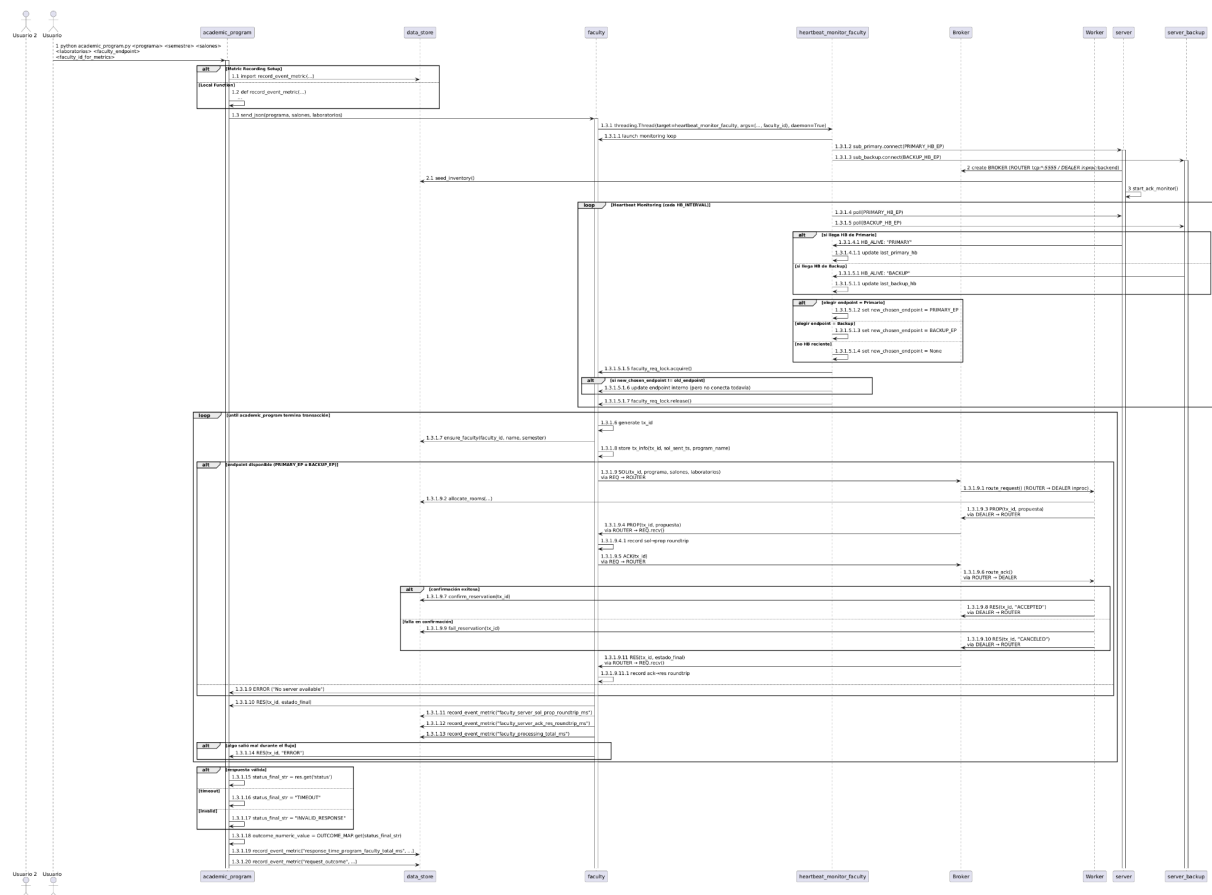 Usuario 2 Usuario academic_program data_store faculty heartbeat_monitor_faculty Broker Worker server server_backup
1 python academic_program.py <programa> <semestre> <salones>
<laboratorios> <faculty_endpoint>
<faculty_id_for_metrics>
alt [Metric Recording Setup]
1.1 import record_event_metric(...)
[Local Function]
1.2 def record_event_metric(...)
1.3 send_json(programa, salones, laboratorios)
1.3.1 threading.Thread(target=heartbeat_monitor_faculty, args=(..., faculty_id), daemon=True)
1.3.1.1 launch monitoring loop
1.3.1.2 sub_primary.connect(PRIMARY_HB_EP)
1.3.1.3 sub_backup.connect(BACKUP_HB_EP)
2 create BROKER (ROUTER tcp:*:5555 / DEALER inproc:backend)
2.1 seed_inventory()
3 start_ack_monitor()
loop [Heartbeat Monitoring (code HB_INTERVAL)]
1.3.1.4 poll(PRIMARY_HB_EP)
1.3.1.5 poll(BACKUP_HB_EP)
alt [si llega HB de Primario]
1.3.1.4.1 HB_ALIVE: "PRIMARY"
1.3.1.4.1.1 update last_primary_hb
[si llega HB de Backup]
1.3.1.5.1 HB_ALIVE: "BACKUP"
1.3.1.5.1.1 update last_backup_hb
alt [elegir endpoint = Primario]
1.3.1.5.1.2 set new_chosen_endpoint = PRIMARY_EP
[elegir endpoint = Backup]
1.3.1.5.1.3 set new_chosen_endpoint = BACKUP_EP
[no HB reciente]
1.3.1.5.1.4 set new_chosen_endpoint = None
1.3.1.5.1.5 faculty_req_lock.acquire()
alt [si new_chosen_endpoint != old_endpoint]
1.3.1.5.1.6 update endpoint interno (pero no conecta todavía)
1.3.1.5.1.7 faculty_req_lock.release()
loop [until academic_program termina transacción]
1.3.1.6 generate tx_id
1.3.1.7 ensure_faculty(faculty_id, name, semester)
1.3.1.8 store tx_info(tx_id, sol_sent_ts, program_name)
alt [endpoint disponible (PRIMARY_EP o BACKUP_EP)]
1.3.1.9 SOL(tx_id, programa, salones, laboratorios)
via REQ → ROUTER
1.3.1.9.1 route_request() (ROUTER → DEALER inproc)
1.3.1.9.2 allocate_rooms(...)
1.3.1.9.3 PROP(tx_id, propuesta)
via DEALER → ROUTER
1.3.1.9.4 PROP(tx_id, propuesta)
via ROUTER → REQ.recv()
1.3.1.9.4.1 record sol→prop roundtrip
1.3.1.9.5 ACK(tx_id)
via REQ → ROUTER
1.3.1.9.6 route_ack()
via ROUTER → DEALER
alt [confirmación exitosa]
1.3.1.9.7 confirm_reservation(tx_id)
1.3.1.9.8 RES(tx_id, "ACCEPTED")
via DEALER → ROUTER
[falla en confirmación]
1.3.1.9.9 fail_reservation(tx_id)
1.3.1.9.10 RES(tx_id, "CANCELED")
via DEALER → ROUTER
1.3.1.9.11 RES(tx_id, estado_final)
via ROUTER → REQ.recv()
1.3.1.9.11.1 record ack→res roundtrip
1.3.1.9 ERROR ("No server available")
1.3.1.10 RES(tx_id, estado_final)
1.3.1.11 record_event_metric("faculty_server_sol_prop_roundtrip_ms")
1.3.1.12 record_event_metric("faculty_server_ack_res_roundtrip_ms")
1.3.1.13 record_event_metric("faculty_processing_total_ms")
alt [algo salió mal durante el flujo]
1.3.1.14 RES(tx_id, "ERROR")
alt [respuesta válida]
1.3.1.15 status_final_str = res.get('status')
[timeout]
1.3.1.16 status_final_str = "TIMEOUT"
[invalid]
1.3.1.17 status_final_str = "INVALID_RESPONSE"
1.3.1.18 outcome_numeric_value = OUTCOME_MAP.get(status_final_str)
1.3.1.19 record_event_metric("response_time_program_faculty_total_ms", ...)
1.3.1.20 record_event_metric("request_outcome", ...)
Usuario 2 Usuario academic_program data_store faculty heartbeat_monitor_faculty Broker Worker server server_backup